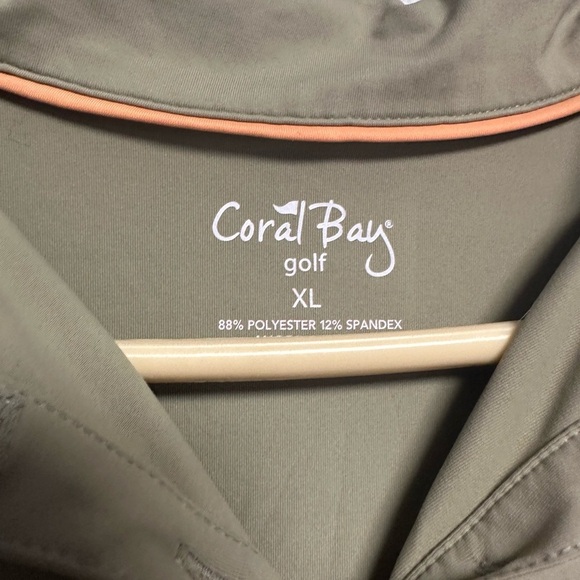 Coral Bay®
golf
XL
88% POLYESTER 12% SPANDEX